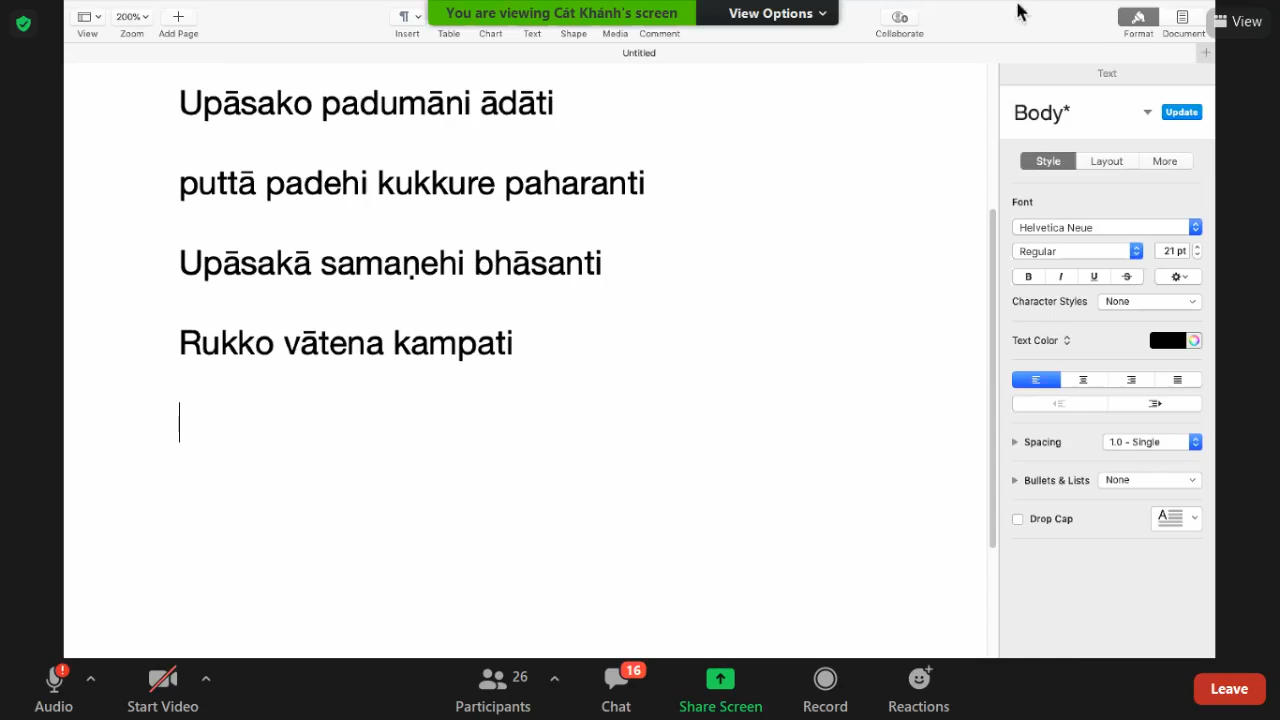 You are viewing Cát Khánh's screen
View Options
View
200%
View
Zoom
Add Page
Insert
Table
Chart
Text
Shape
Media
Comment
Collaborate
Format
Document
Untitled
Text
Upāsako padumāni ādāti
puttā padehi kukkure paharanti
Upāsakā samaṇehi bhāsanti
Rukko vātena kampati
Body*
Update
Style
Layout
More
Font
Helvetica Neue
Regular
21 pt
B I U S
Character Styles
None
Text Color
Spacing
1.0 - Single
Bullets & Lists
None
Drop Cap
A
Audio
Start Video
26
Participants
16
Chat
Share Screen
Record
Reactions
Leave